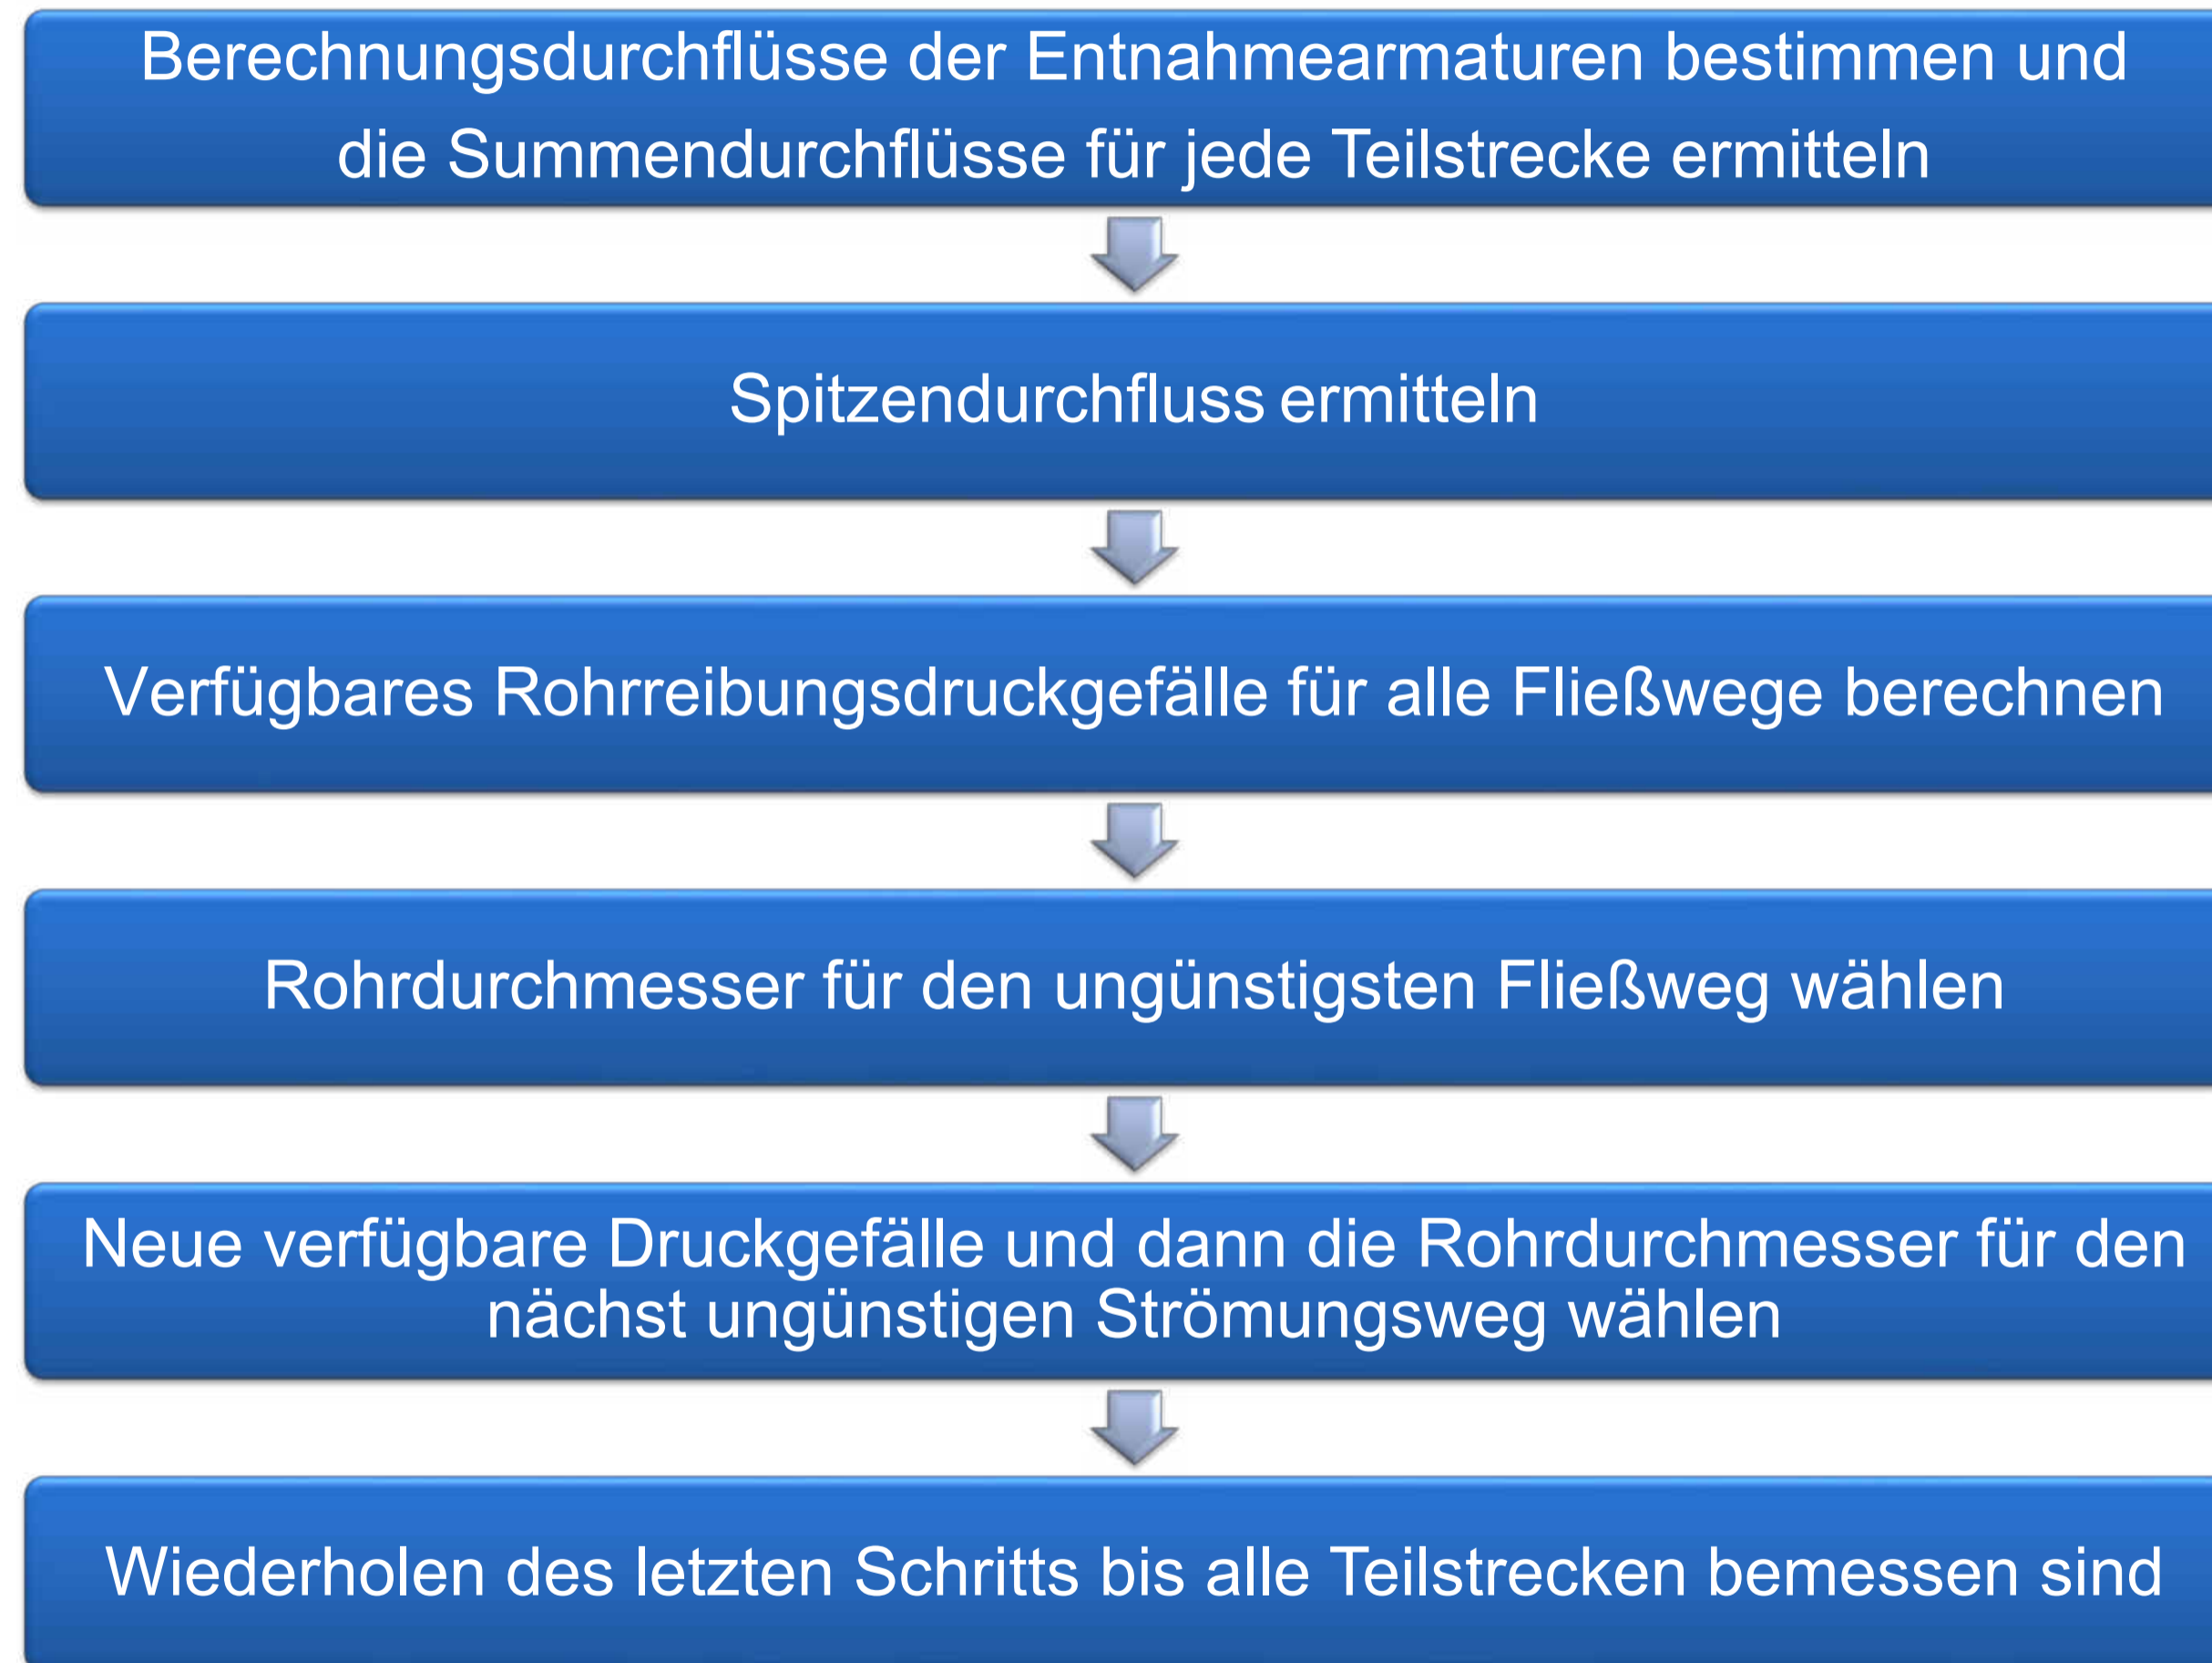 Berechnungsdurchflüsse der Entnahmearmaturen bestimmen und
die Summendurchflüsse für jede Teilstrecke ermitteln
Spitzendurchfluss ermitteln
Verfügbares Rohrreibungsdruckgefälle für alle Fließwege berechnen
Rohrdurchmesser für den ungünstigsten Fließweg wählen
Neue verfügbare Druckgefälle und dann die Rohrdurchmesser für den
nächst ungünstigen Strömungsweg wählen
Wiederholen des letzten Schritts bis alle Teilstrecken bemessen sind